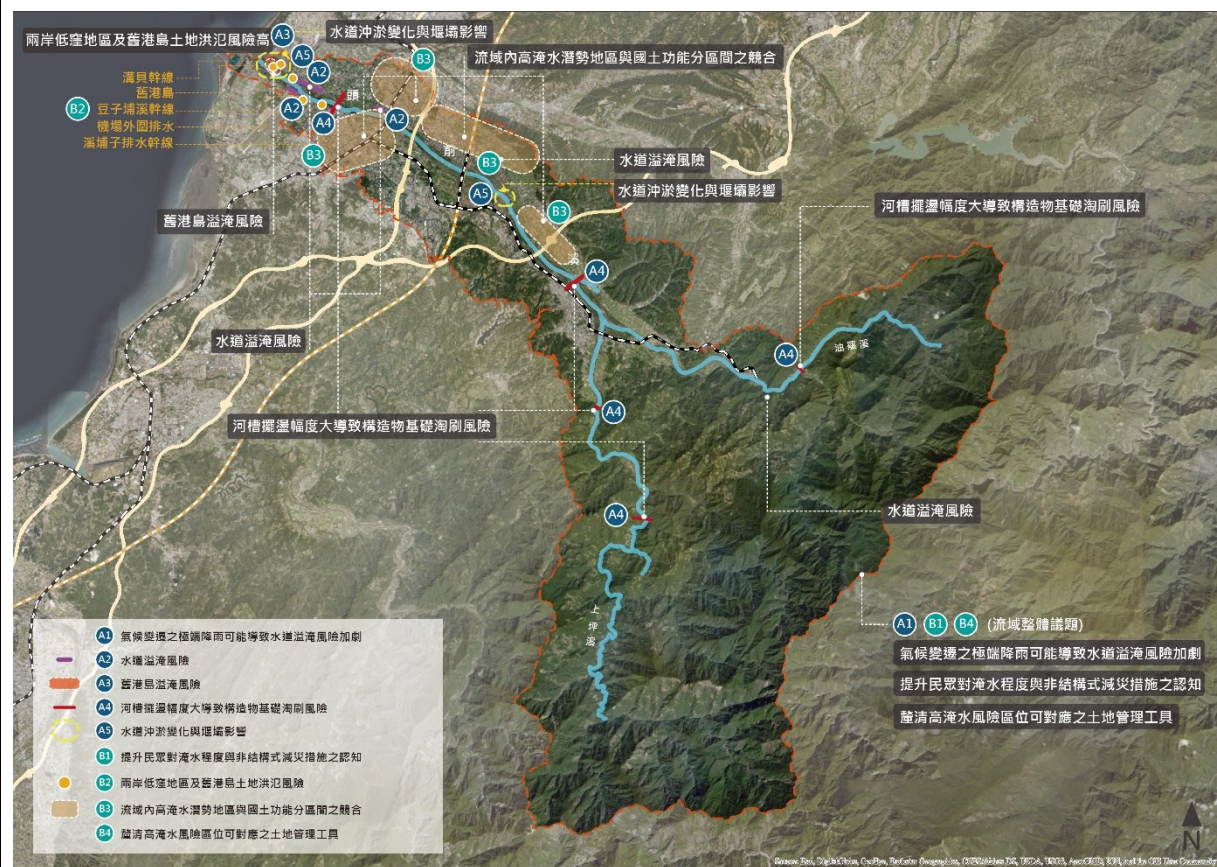 兩岸低窪地區及舊港島土地洪氾風險高
A3
水道沖淤變化與堰壩影響
A5
A2
B3
流域內高淹水潛勢地區與國土功能分區間之競合
溝貝幹線
舊港島
B2
豆子埔溪幹線
機場外圍排水
溪埔子排水幹線
頭
A2
A4
A2
B3
前
B3
水道溢淹風險
A5
水道沖淤變化與堰壩影響
B3
河槽擺盪幅度大導致構造物基礎淘刷風險
舊港島溢淹風險
溪
A4
水道溢淹風險
A4
油羅溪
河槽擺盪幅度大導致構造物基礎淘刷風險
A4
A4
水道溢淹風險
上坪溪
A1 B1 B4 (流域整體議題)
氣候變遷之極端降雨可能導致水道溢淹風險加劇
提升民眾對淹水程度與非結構式減災措施之認知
釐清高淹水風險區位可對應之土地管理工具
A1 氣候變遷之極端降雨可能導致水道溢淹風險加劇
A2 水道溢淹風險
A3 舊港島溢淹風險
A4 河槽擺盪幅度大導致構造物基礎淘刷風險
A5 水道沖淤變化與堰壩影響
B1 提升民眾對淹水程度與非結構式減災措施之認知
B2 兩岸低窪地區及舊港島土地洪氾風險
B3 流域內高淹水潛勢地區與國土功能分區間之競合
B4 釐清高淹水風險區位可對應之土地管理工具
N